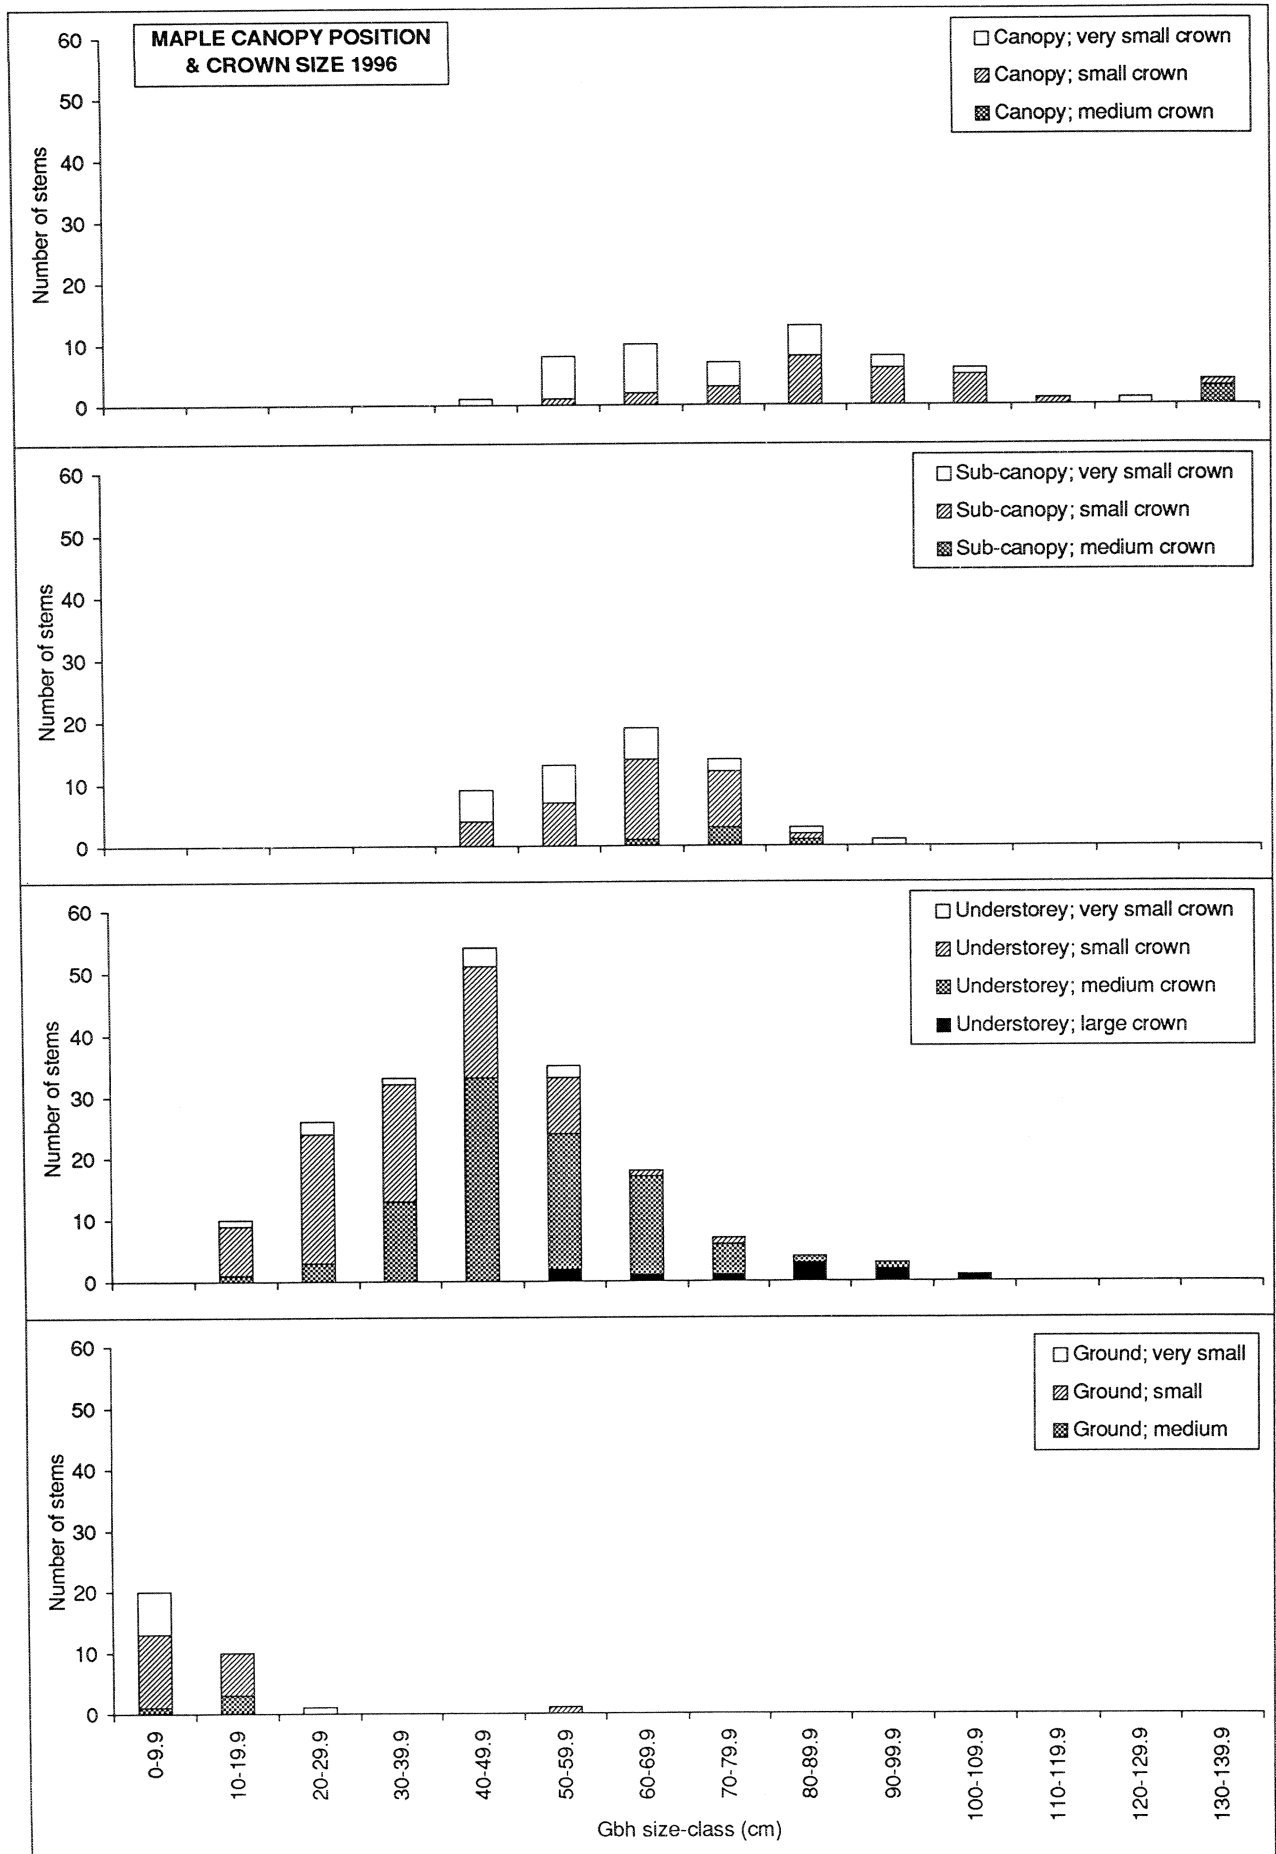 MAPLE CANOPY POSITION
& CROWN SIZE 1996
Canopy; very small crown
Canopy; small crown
Canopy; medium crown
Number of stems
60
50
40
30
20
10
0
Sub-canopy; very small crown
Sub-canopy; small crown
Sub-canopy; medium crown
Number of stems
60
50
40
30
20
10
0
Understorey; very small crown
Understorey; small crown
Understorey; medium crown
Understorey; large crown
Number of stems
60
50
40
30
20
10
0
Ground; very small
Ground; small
Ground; medium
Number of stems
60
50
40
30
20
10
0
0-9.9
10-19.9
20-29.9
30-39.9
40-49.9
50-59.9
60-69.9
70-79.9
80-89.9
90-99.9
100-109.9
110-119.9
120-129.9
130-139.9
Gbh size-class (cm)